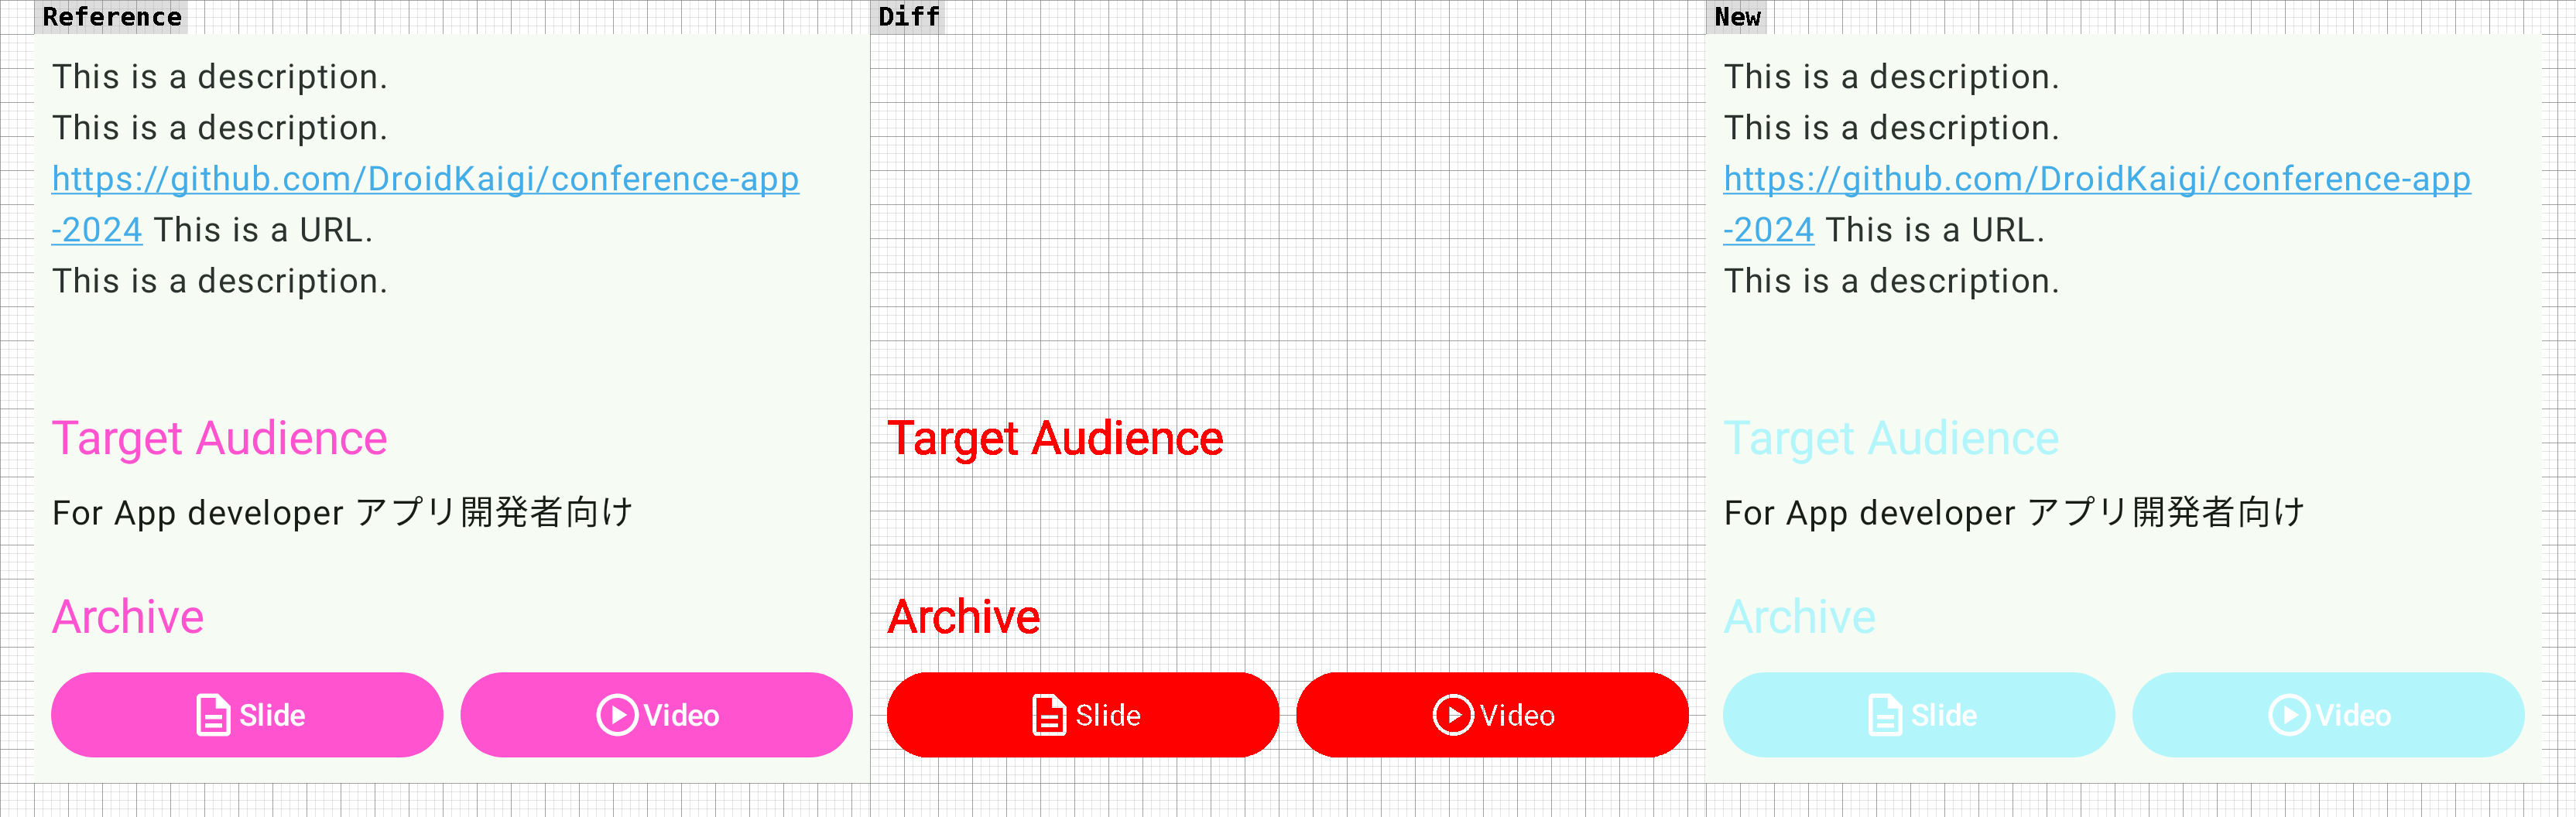 Reference
This is a description.
This is a description.
https://github.com/DroidKaigi/conference-app
-2024 This is a URL.
This is a description.
Target Audience
For App developer アプリ開発者向け
Archive
Slide
Video
Diff
Target Audience
Archive
Slide
Video
New
This is a description.
This is a description.
https://github.com/DroidKaigi/conference-app
-2024 This is a URL.
This is a description.
Target Audience
For App developer アプリ開発者向け
Archive
Slide
Video